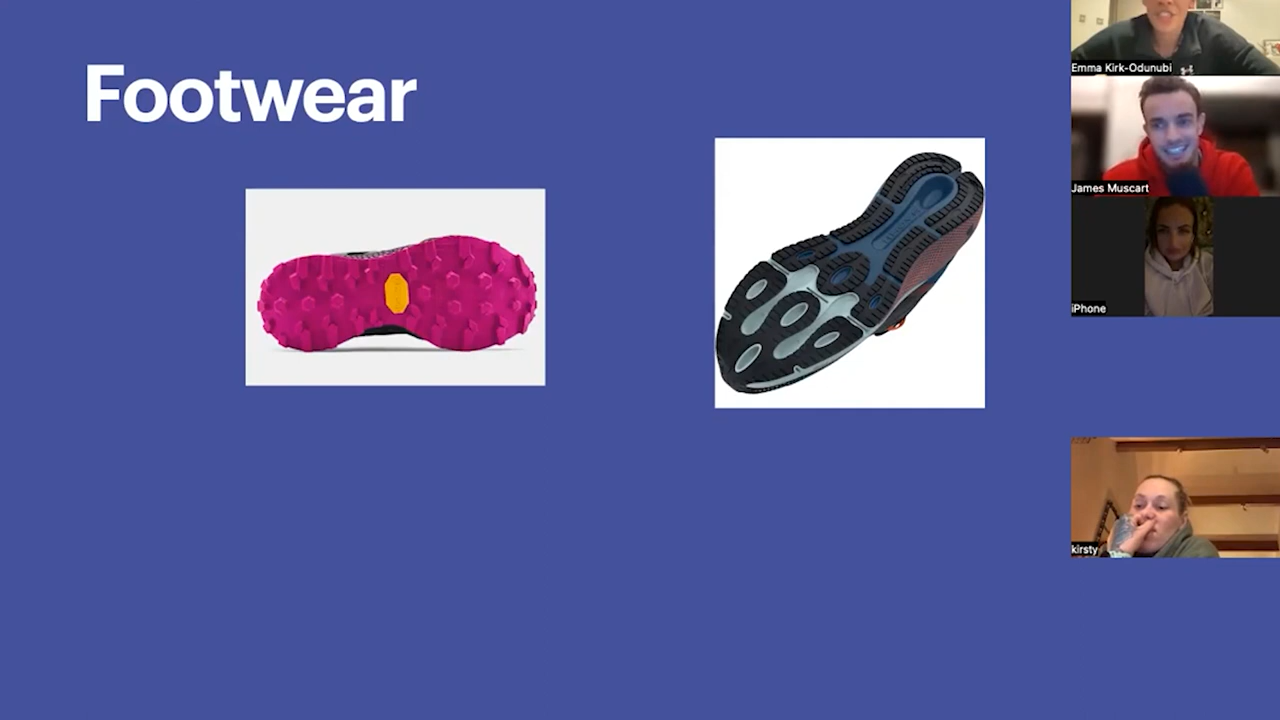 Footwear
Emma Kirk-Odunubi
James Muscart
iPhone
kirsty